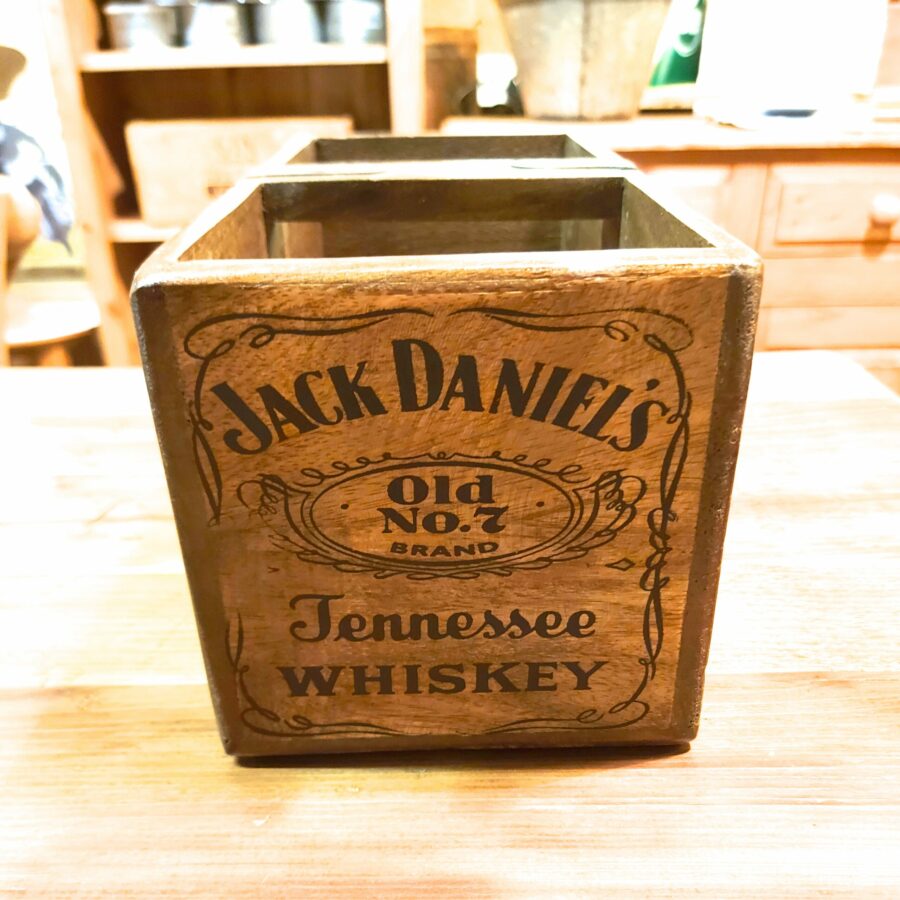 JACK DANIEL'S
Old
No.7
BRAND
Tennessee
WHISKEY